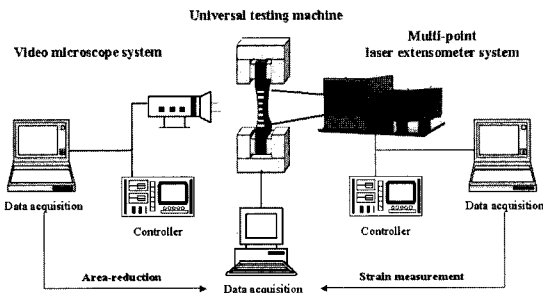 Universal testing machine
Video microscope system
Multi-point
laser extensometer system
Data acquisition
Controller
Controller
Data acquisition
Area-reduction
Strain measurement
Data acquisition